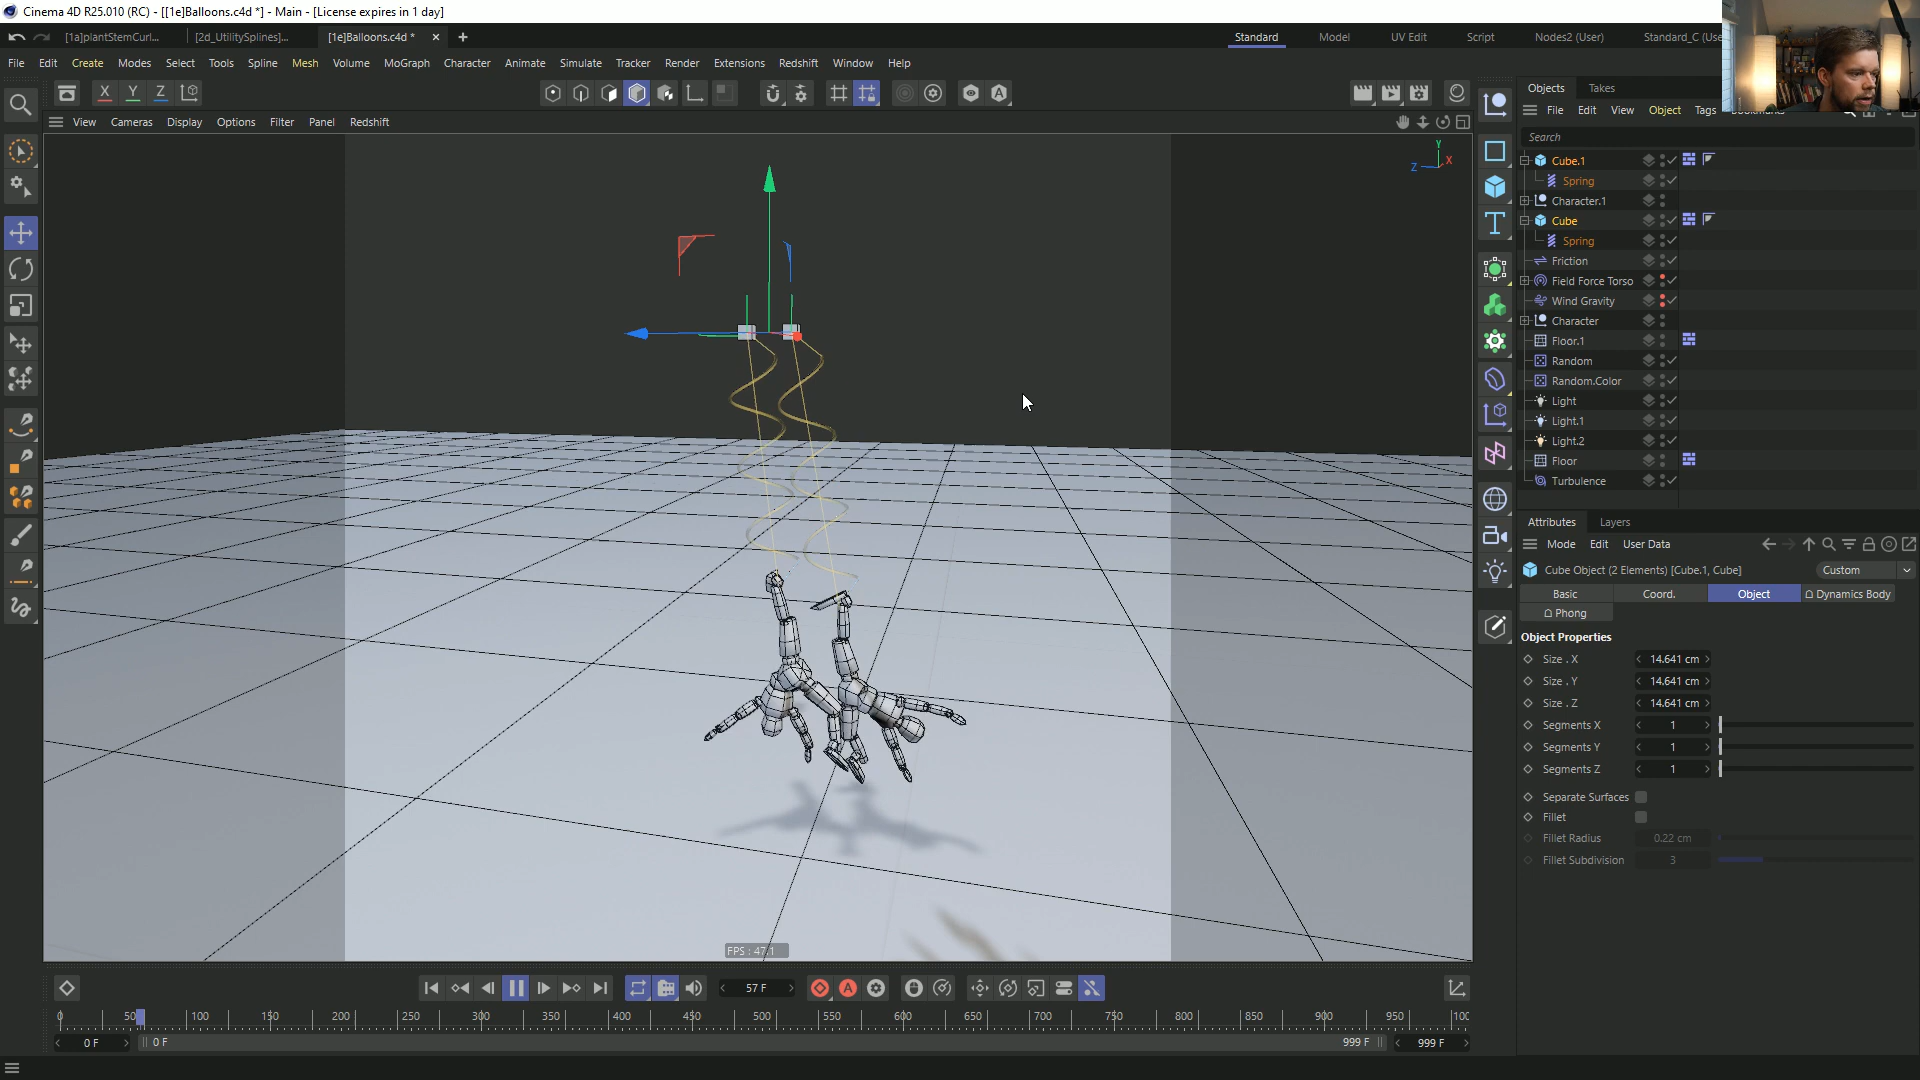 Cinema 4D R25.010 (RC) - [[1e]Balloons.c4d *] - Main - [License expires in 1 day]
[1a]plantStemCurl... [2d_UtilitySplines]... [1e]Balloons.c4d * Standard Model UV Edit Script Nodes2 (User) Standard_C (Use
File Edit Create Modes Select Tools Spline Mesh Volume MoGraph Character Animate Simulate Tracker Render Extensions Redshift Window Help
X Y Z
View Cameras Display Options Filter Panel Redshift
Y
Z X
FPS : 47.1
Objects Takes
File Edit View Object Tags
Search
Cube.1
Spring
Character.1
Cube
Spring
Friction
Field Force Torso
Wind Gravity
Character
Floor.1
Random
Random.Color
Light
Light.1
Light.2
Floor
Turbulence
Attributes Layers
Mode Edit User Data
Cube Object (2 Elements) [Cube.1, Cube] Custom
Basic Coord. Object Dynamics Body
Phong
Object Properties
Size . X 14.641 cm
Size . Y 14.641 cm
Size . Z 14.641 cm
Segments X 1
Segments Y 1
Segments Z 1
Separate Surfaces
Fillet
Fillet Radius 0.22 cm
Fillet Subdivision 3
57 F
0 50 100 150 200 250 300 350 400 450 500 550 600 650 700 750 800 850 900 950 100
0 F 0 F 999 F 999 F